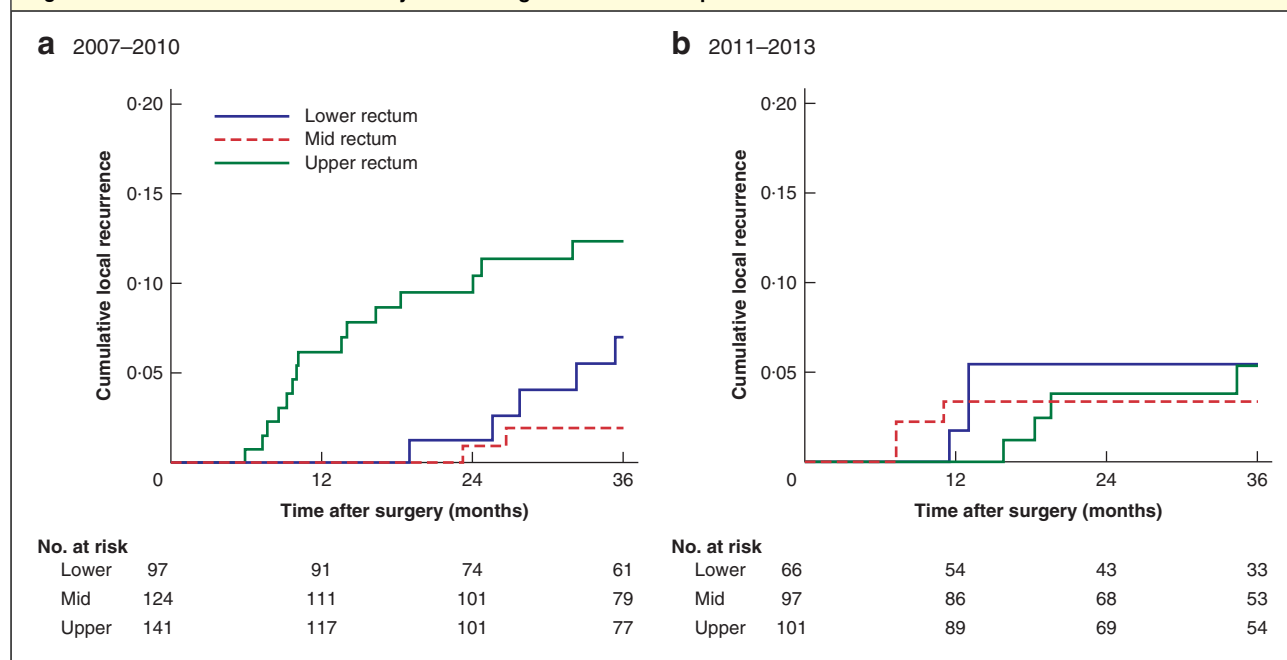 a 2007–2010
0·20
0·15
0·10
0·05
Cumulative local recurrence
Lower rectum
Mid rectum
Upper rectum
0 12 24 36
Time after surgery (months)
No. at risk
Lower 97 91 74 61
Mid 124 111 101 79
Upper 141 117 101 77
b 2011–2013
0·20
0·15
0·10
0·05
Cumulative local recurrence
0 12 24 36
Time after surgery (months)
No. at risk
Lower 66 54 43 33
Mid 97 86 68 53
Upper 101 89 69 54